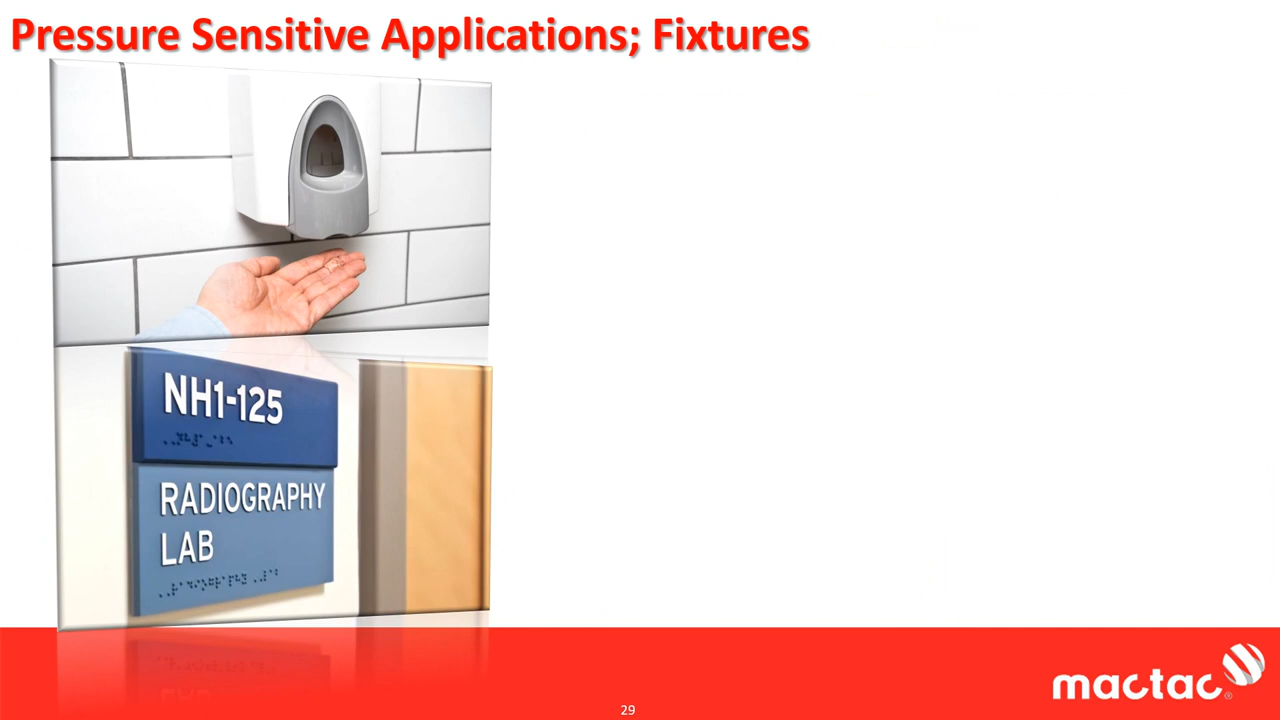 Pressure Sensitive Applications; Fixtures
NH1-125
RADIOGRAPHY
LAB
29
mactac®